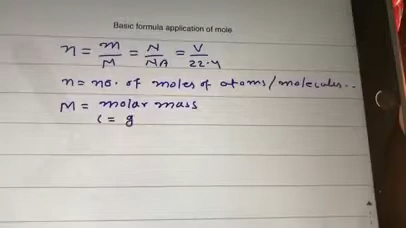 Basic formula application of mole
n = m/M = N/NA = V/22.4
n = no. of moles of atoms/molecules..
M = molar mass
( = g